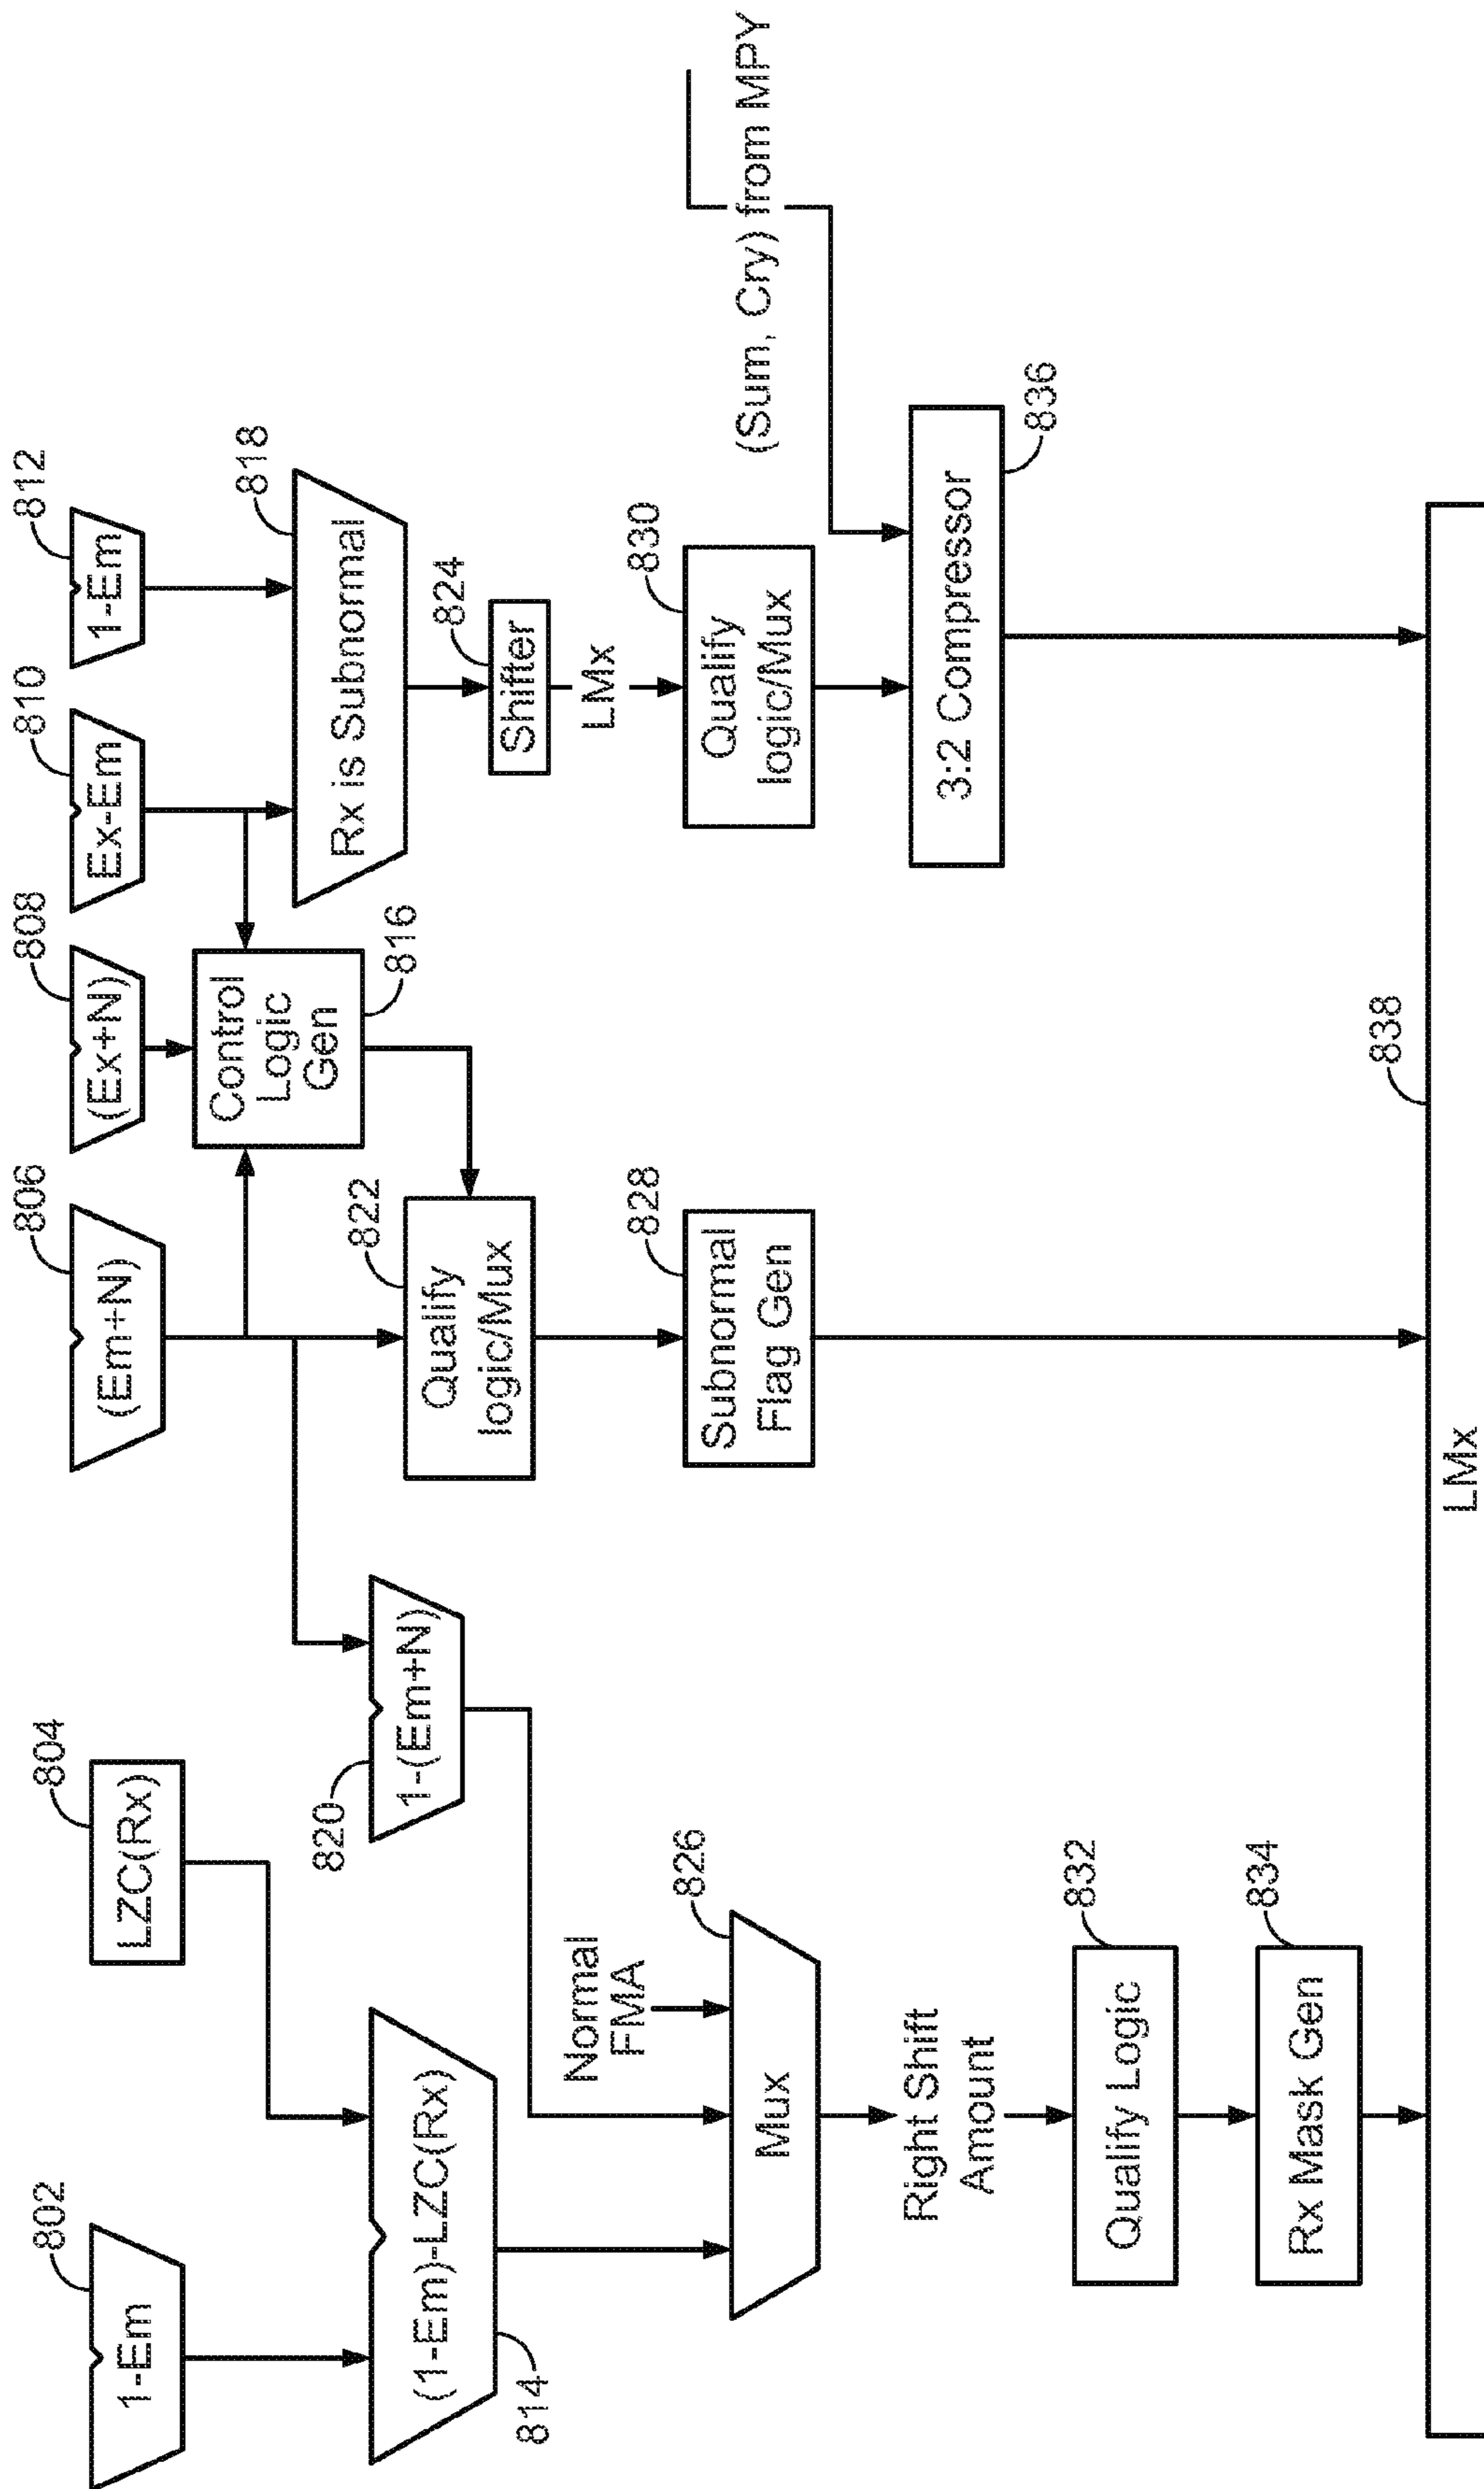 802
1-Em
804
LZC(Rx)
806
(Em+N)
808
(Ex+N)
810
Ex-Em
812
1-Em
(1-Em)-LZC(Rx)
814
820
1-(Em+N)
Control
Logic
Gen
816
Rx is Subnormal
818
822
Qualify
logic/Mux
Shifter
824
LMx
Normal
FMA
Mux
826
Subnormal
Flag Gen
828
Qualify
logic/Mux
830
(Sum, Cry) from MPY
Right Shift
Amount
3:2 Compressor
836
Qualify Logic
832
Rx Mask Gen
834
838
LMx